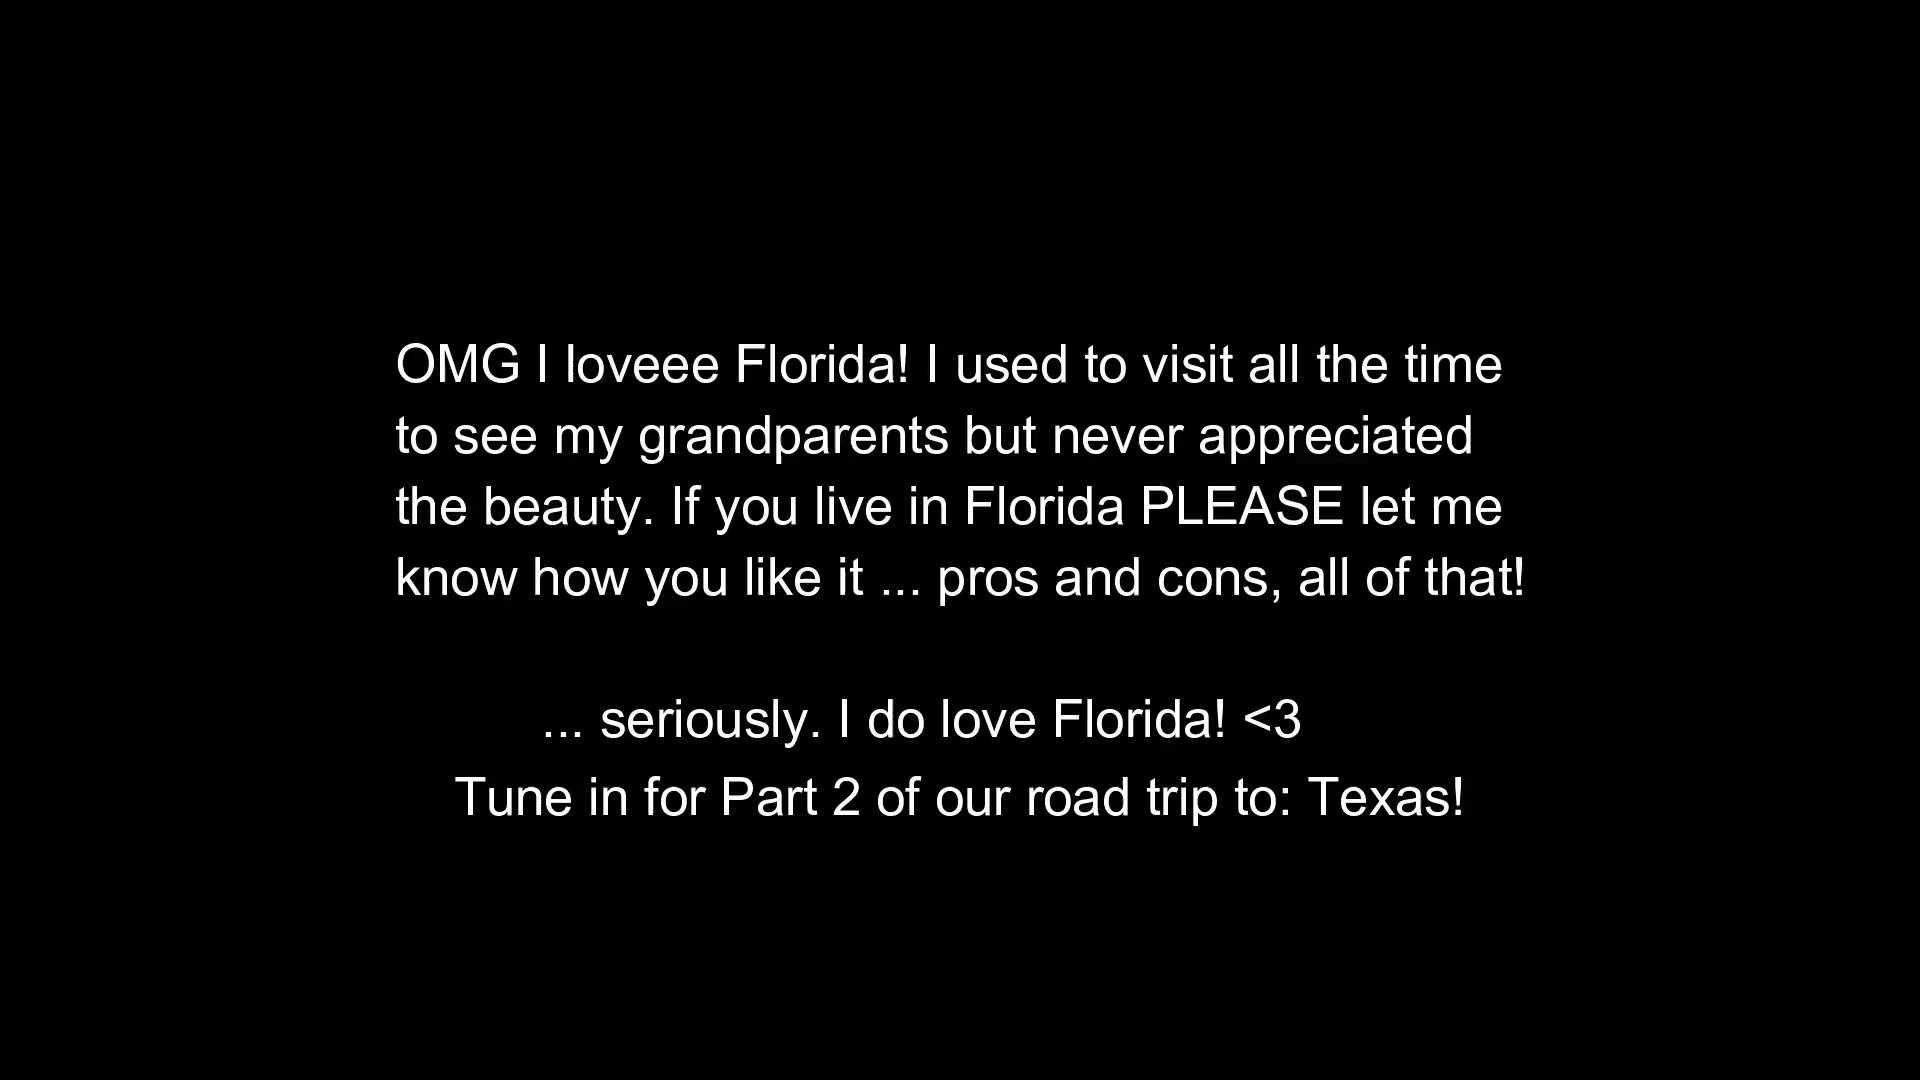 OMG I loveee Florida! I used to visit all the time
to see my grandparents but never appreciated
the beauty. If you live in Florida PLEASE let me
know how you like it ... pros and cons, all of that!
... seriously. I do love Florida! <3
Tune in for Part 2 of our road trip to: Texas!